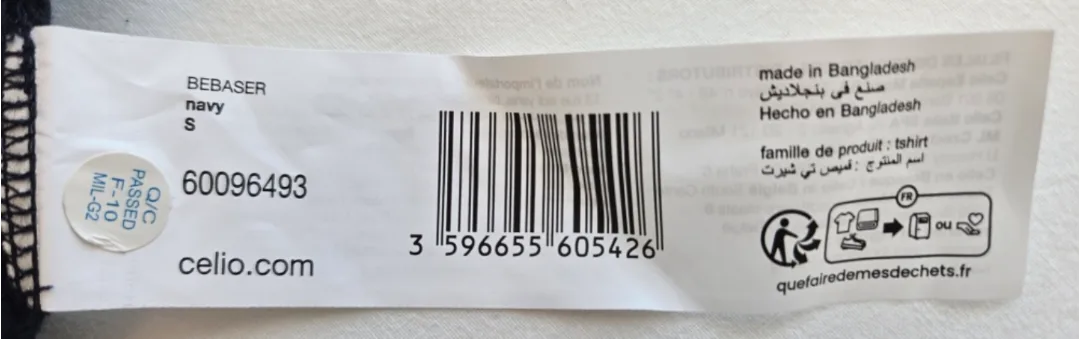 BEBASER
navy
S
60096493
celio.com
Q/C
PASSED
F-10
MIL-G2
3 596655 605426
made in Bangladesh
صنع في بنجلاديش
Hecho en Bangladesh
famille de produit : tshirt
اسم المنتوج : قميص تي شيرت
FR
ou
quefairedemesdechets.fr